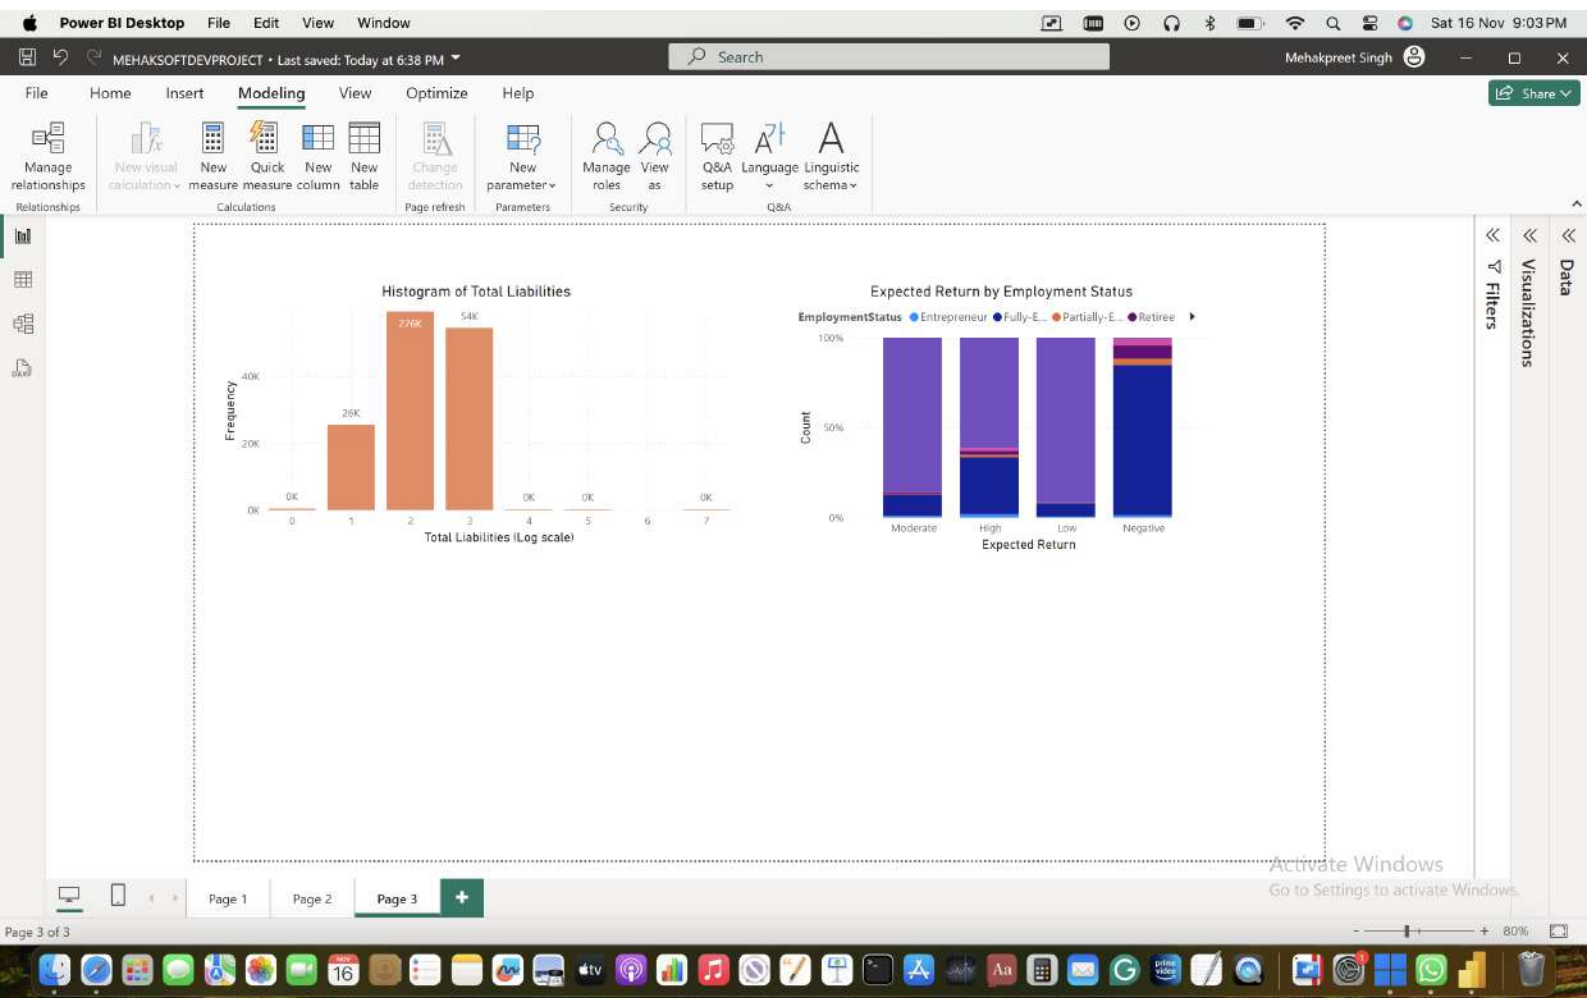 Power BI Desktop File Edit View Window
Sat 16 Nov 9:03 PM
MEHAKSOFTDEVPROJECT • Last saved: Today at 6:38 PM
Search
Mehakpreet Singh
File Home Insert Modeling View Optimize Help
Share
Manage relationships
New visual calculation
New measure
Quick measure
New column
New table
Change detection
New parameter
Manage roles
View as
Q&A setup
Language
Linguistic schema
Relationships Calculations Page refresh Parameters Security Q&A
Histogram of Total Liabilities
276K
54K
26K
0K
0K
0K
0K
Frequency
40K
20K
0K
0 1 2 3 4 5 6 7
Total Liabilities (Log scale)
Expected Return by Employment Status
EmploymentStatus Entrepreneur Fully-E... Partially-E... Retiree
100%
50%
0%
Count
Moderate High Low Negative
Expected Return
Filters
Visualizations
Data
Activate Windows
Go to Settings to activate Windows.
Page 1 Page 2 Page 3 +
Page 3 of 3
- + 80%
NOV
16
tv
Aa
prime
video